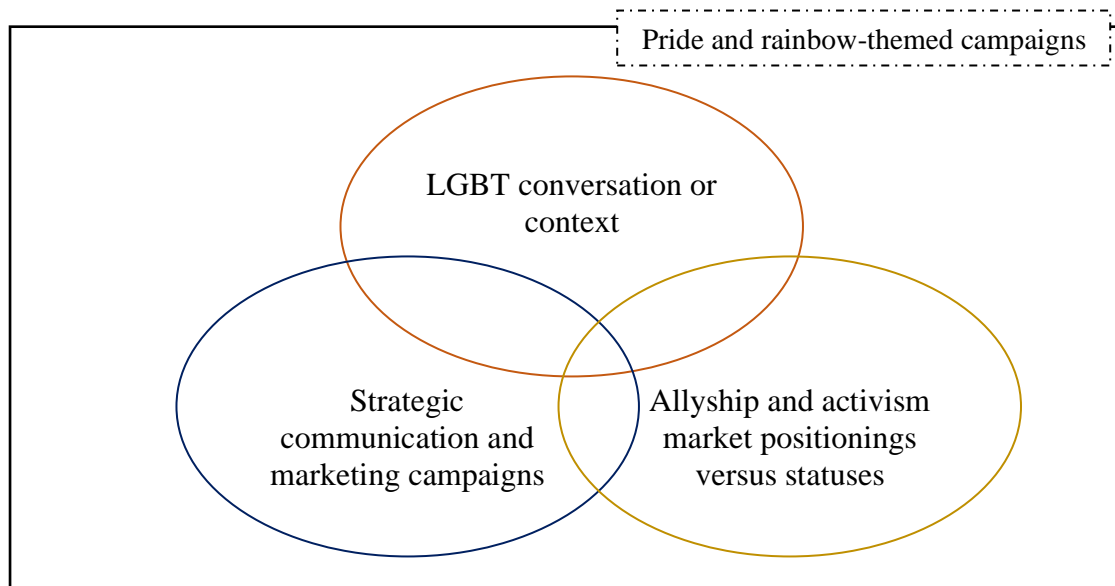 Pride and rainbow-themed campaigns
LGBT conversation or
context
Strategic
communication and
marketing campaigns
Allyship and activism
market positionings
versus statuses